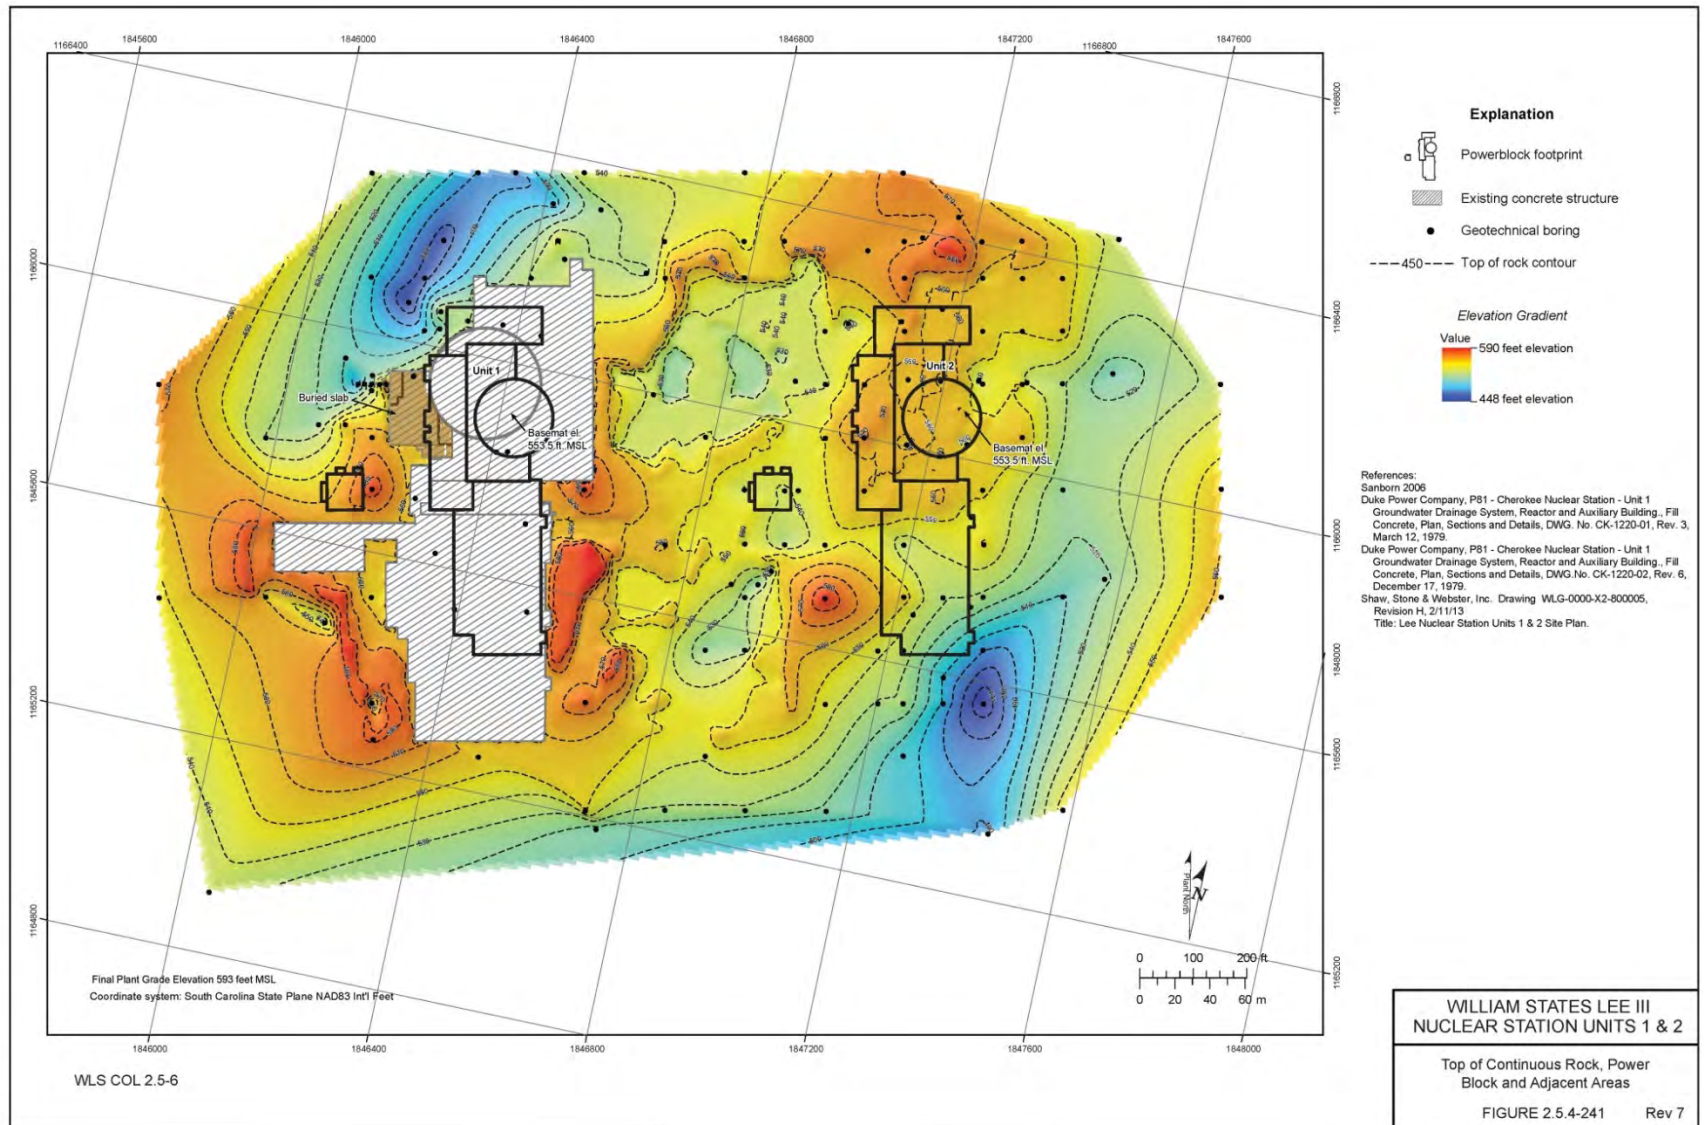 1166400
1845600
1846000
1846400
1846800
1847200
1166800
1847600
1166000
1845600
1165200
1164800
1166800
1166400
1166000
1848000
1165600
1165200
Unit 1
Buried slab
Basemat el.
553.5 ft. MSL
Unit 2
Basemat el.
553.5 ft. MSL
Plant North
N
0 100 200 ft
0 20 40 60 m
Final Plant Grade Elevation 593 feet MSL
Coordinate system: South Carolina State Plane NAD83 Int'l Feet
1846000
1846400
1846800
1847200
1847600
1848000
WLS COL 2.5-6
Explanation
Powerblock footprint
Existing concrete structure
Geotechnical boring
450 Top of rock contour
Elevation Gradient
Value
590 feet elevation
448 feet elevation
References:
Sanborn 2006
Duke Power Company, P81 - Cherokee Nuclear Station - Unit 1
Groundwater Drainage System, Reactor and Auxiliary Building., Fill
Concrete, Plan, Sections and Details, DWG. No. CK-1220-01, Rev. 3,
March 12, 1979.
Duke Power Company, P81 - Cherokee Nuclear Station - Unit 1
Groundwater Drainage System, Reactor and Auxiliary Building., Fill
Concrete, Plan, Sections and Details, DWG.No. CK-1220-02, Rev. 6,
December 17, 1979.
Shaw, Stone & Webster, Inc. Drawing WLG-0000-X2-800005,
Revision H, 2/11/13
Title: Lee Nuclear Station Units 1 & 2 Site Plan.
WILLIAM STATES LEE III
NUCLEAR STATION UNITS 1 & 2
Top of Continuous Rock, Power
Block and Adjacent Areas
FIGURE 2.5.4-241 Rev 7